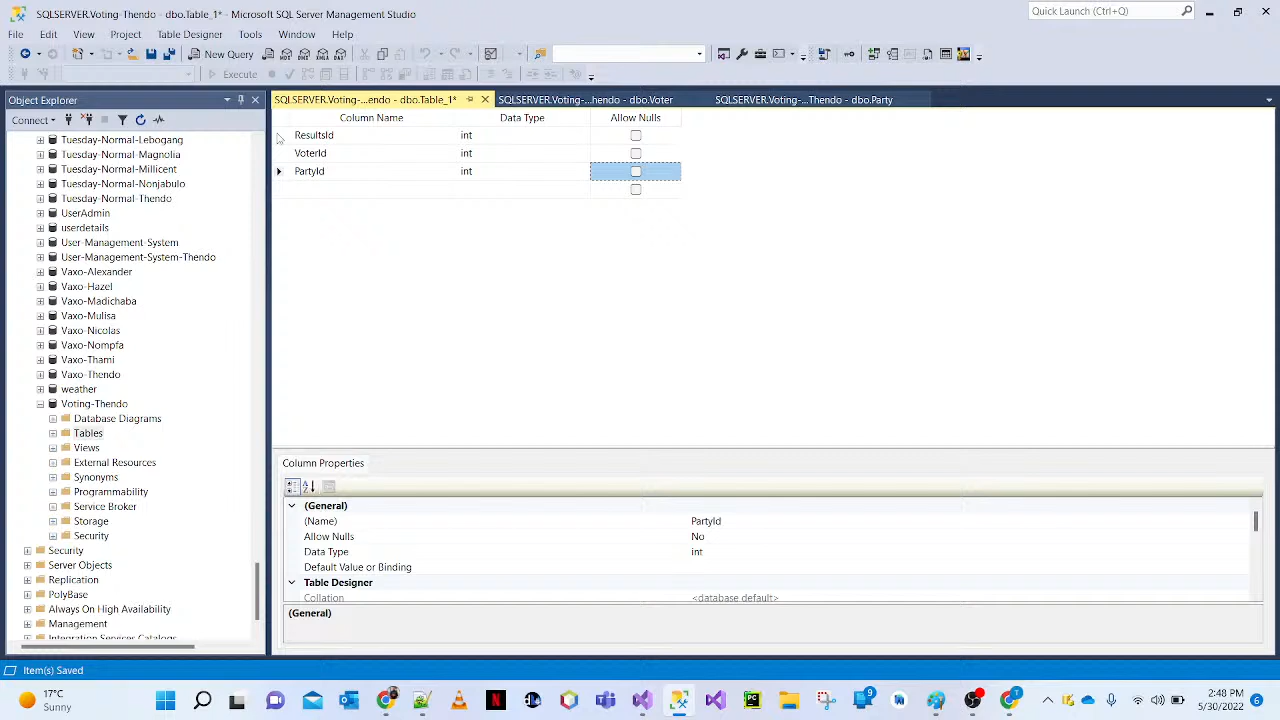 SQLSERVER.Voting-Thendo - dbo.Table_1* - Microsoft SQL Server Management Studio
Quick Launch (Ctrl+Q)
File Edit View Project Table Designer Tools Window Help
New Query
Execute
Object Explorer
SQLSERVER.Voting-...endo - dbo.Table_1*
SQLSERVER.Voting-...hendo - dbo.Voter
SQLSERVER.Voting-...Thendo - dbo.Party
Connect
Column Name Data Type Allow Nulls
ResultsId int
VoterId int
PartyId int
Tuesday-Normal-Lebogang
Tuesday-Normal-Magnolia
Tuesday-Normal-Millicent
Tuesday-Normal-Nonjabulo
Tuesday-Normal-Thendo
UserAdmin
userdetails
User-Management-System
User-Management-System-Thendo
Vaxo-Alexander
Vaxo-Hazel
Vaxo-Madichaba
Vaxo-Mulisa
Vaxo-Nicolas
Vaxo-Nompfa
Vaxo-Thami
Vaxo-Thendo
weather
Voting-Thendo
Database Diagrams
Tables
Views
External Resources
Synonyms
Programmability
Service Broker
Storage
Security
Security
Server Objects
Replication
PolyBase
Always On High Availability
Management
Integration Services Catalogs
Column Properties
(General)
(Name) PartyId
Allow Nulls No
Data Type int
Default Value or Binding
Table Designer
Collation <database default>
(General)
Item(s) Saved
17°C
Sunny
9
2:48 PM
5/30/2022
6